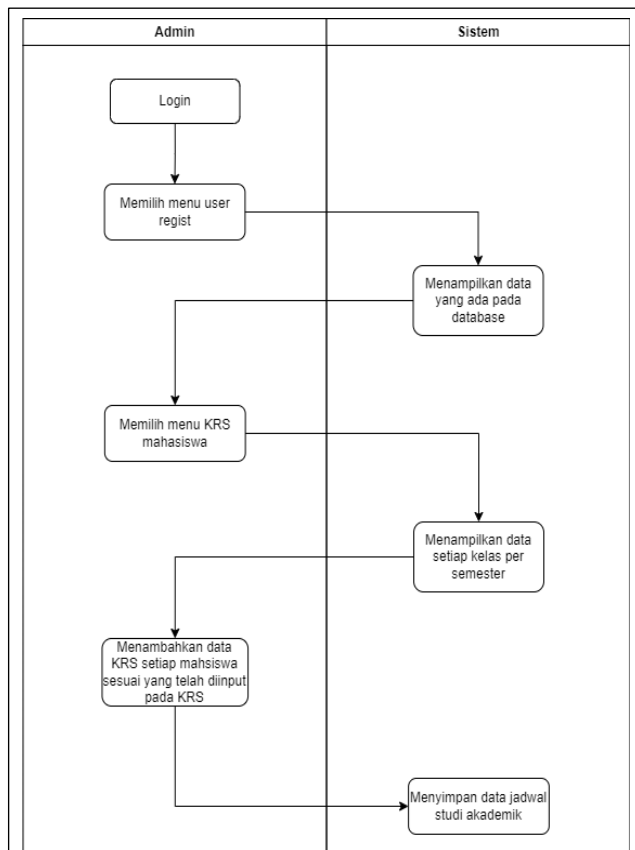 Admin
Sistem
Login
Memilih menu user
regist
Menampilkan data
yang ada pada
database
Memilih menu KRS
mahasiswa
Menampilkan data
setiap kelas per
semester
Menambahkan data
KRS setiap mahsiswa
sesuai yang telah diinput
pada KRS
Menyimpan data jadwal
studi akademik